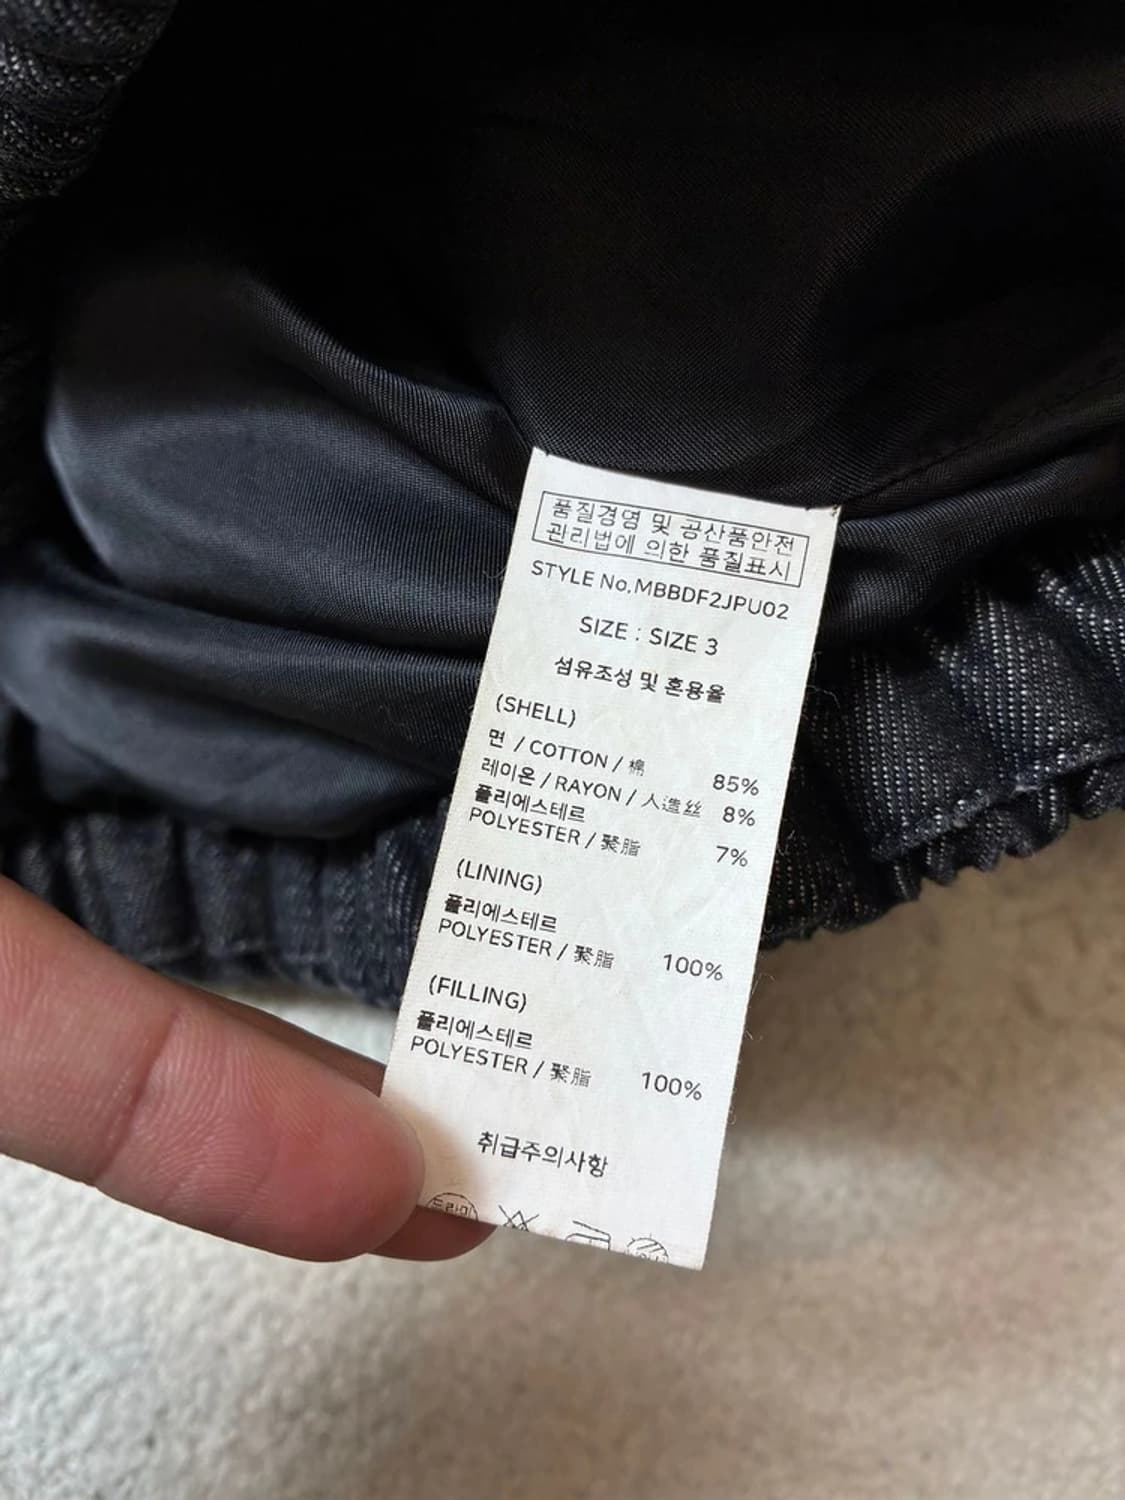 품질경영 및 공산품안전
관리법에 의한 품질표시
STYLE No.MBBDF2JPU02
SIZE : SIZE 3
섬유조성 및 혼용율
(SHELL)
면 / COTTON / 棉 85%
레이온 / RAYON / 人造丝 8%
폴리에스테르
POLYESTER / 聚脂 7%
(LINING)
폴리에스테르
POLYESTER / 聚脂 100%
(FILLING)
폴리에스테르
POLYESTER / 聚脂 100%
취급주의사항
드라이